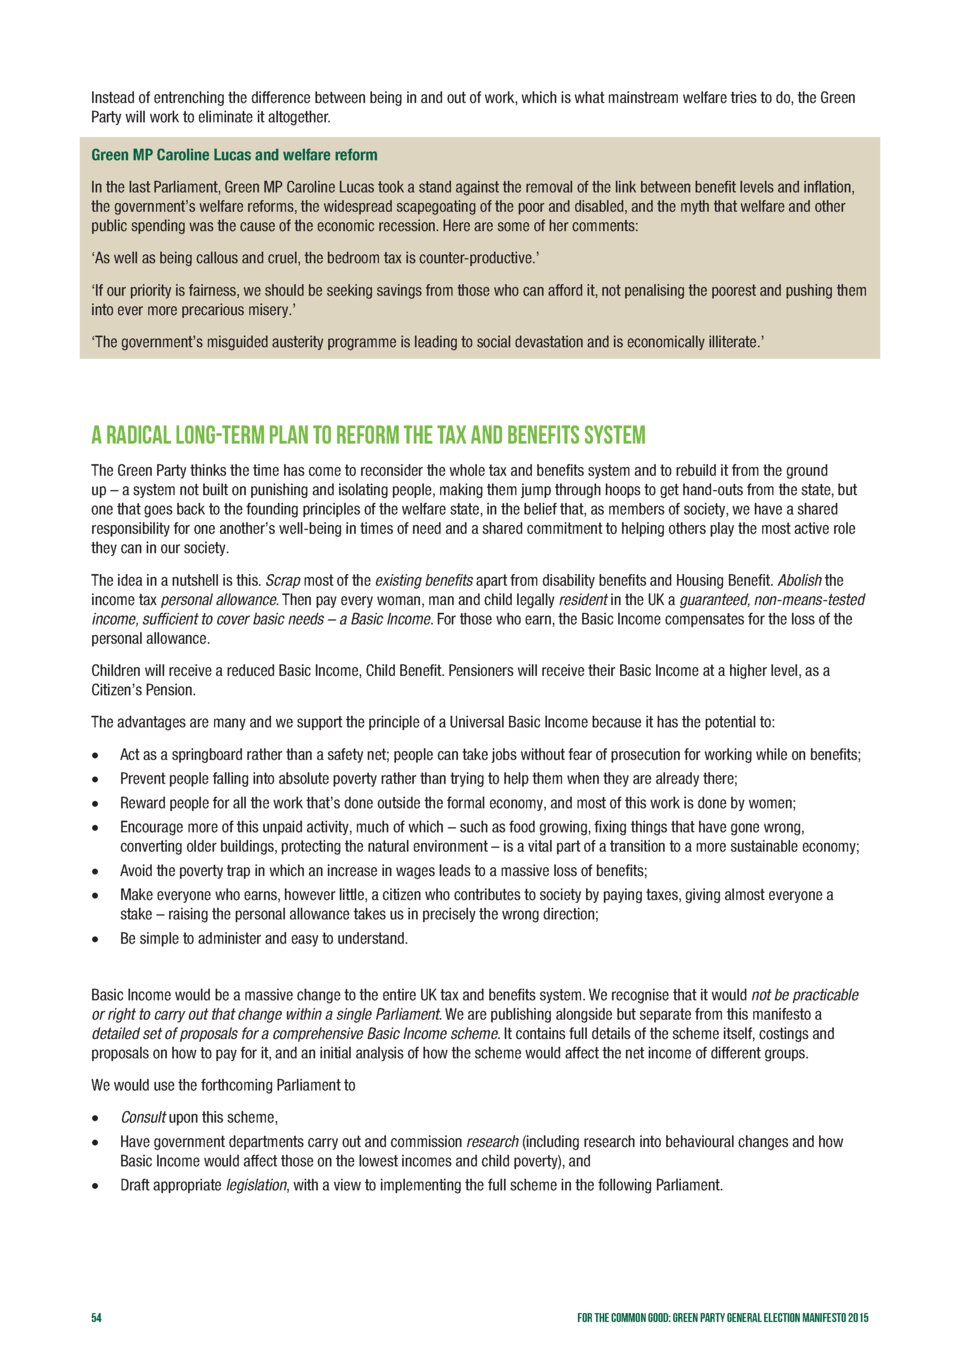 Instead of entrenching the difference between being in and out of work, which is what mainstream welfare tries to do, the Green
Party will work to eliminate it altogether.
Green MP Caroline Lucas and welfare reform
In the last Parliament, Green MP Caroline Lucas took a stand against the removal of the link between benefit levels and inflation,
the government's welfare reforms, the widespread scapegoating of the poor and disabled, and the myth that welfare and other
public spending was the cause of the economic recession. Here are some of her comments:
‘As well as being callous and cruel, the bedroom tax is counter-productive.’
‘If our priority is fairness, we should be seeking savings from those who can afford it, not penalising the poorest and pushing them
into ever more precarious misery.’
‘The government's misguided austerity programme is leading to social devastation and is economically illiterate.’
A RADICAL LONG-TERM PLAN TO REFORM THE TAX AND BENEFITS SYSTEM
The Green Party thinks the time has come to reconsider the whole tax and benefits system and to rebuild it from the ground
up – a system not built on punishing and isolating people, making them jump through hoops to get hand-outs from the state, but
one that goes back to the founding principles of the welfare state, in the belief that, as members of society, we have a shared
responsibility for one another's well-being in times of need and a shared commitment to helping others play the most active role
they can in our society.
The idea in a nutshell is this. Scrap most of the existing benefits apart from disability benefits and Housing Benefit. Abolish the
income tax personal allowance. Then pay every woman, man and child legally resident in the UK a guaranteed, non-means-tested
income, sufficient to cover basic needs – a Basic Income. For those who earn, the Basic Income compensates for the loss of the
personal allowance.
Children will receive a reduced Basic Income, Child Benefit. Pensioners will receive their Basic Income at a higher level, as a
Citizen's Pension.
The advantages are many and we support the principle of a Universal Basic Income because it has the potential to:
• Act as a springboard rather than a safety net; people can take jobs without fear of prosecution for working while on benefits;
• Prevent people falling into absolute poverty rather than trying to help them when they are already there;
• Reward people for all the work that's done outside the formal economy, and most of this work is done by women;
• Encourage more of this unpaid activity, much of which – such as food growing, fixing things that have gone wrong,
converting older buildings, protecting the natural environment – is a vital part of a transition to a more sustainable economy;
• Avoid the poverty trap in which an increase in wages leads to a massive loss of benefits;
• Make everyone who earns, however little, a citizen who contributes to society by paying taxes, giving almost everyone a
stake – raising the personal allowance takes us in precisely the wrong direction;
• Be simple to administer and easy to understand.
Basic Income would be a massive change to the entire UK tax and benefits system. We recognise that it would not be practicable
or right to carry out that change within a single Parliament. We are publishing alongside but separate from this manifesto a
detailed set of proposals for a comprehensive Basic Income scheme. It contains full details of the scheme itself, costings and
proposals on how to pay for it, and an initial analysis of how the scheme would affect the net income of different groups.
We would use the forthcoming Parliament to
• Consult upon this scheme,
• Have government departments carry out and commission research (including research into behavioural changes and how
Basic Income would affect those on the lowest incomes and child poverty), and
• Draft appropriate legislation, with a view to implementing the full scheme in the following Parliament.
54
FOR THE COMMON GOOD: GREEN PARTY GENERAL ELECTION MANIFESTO 2015